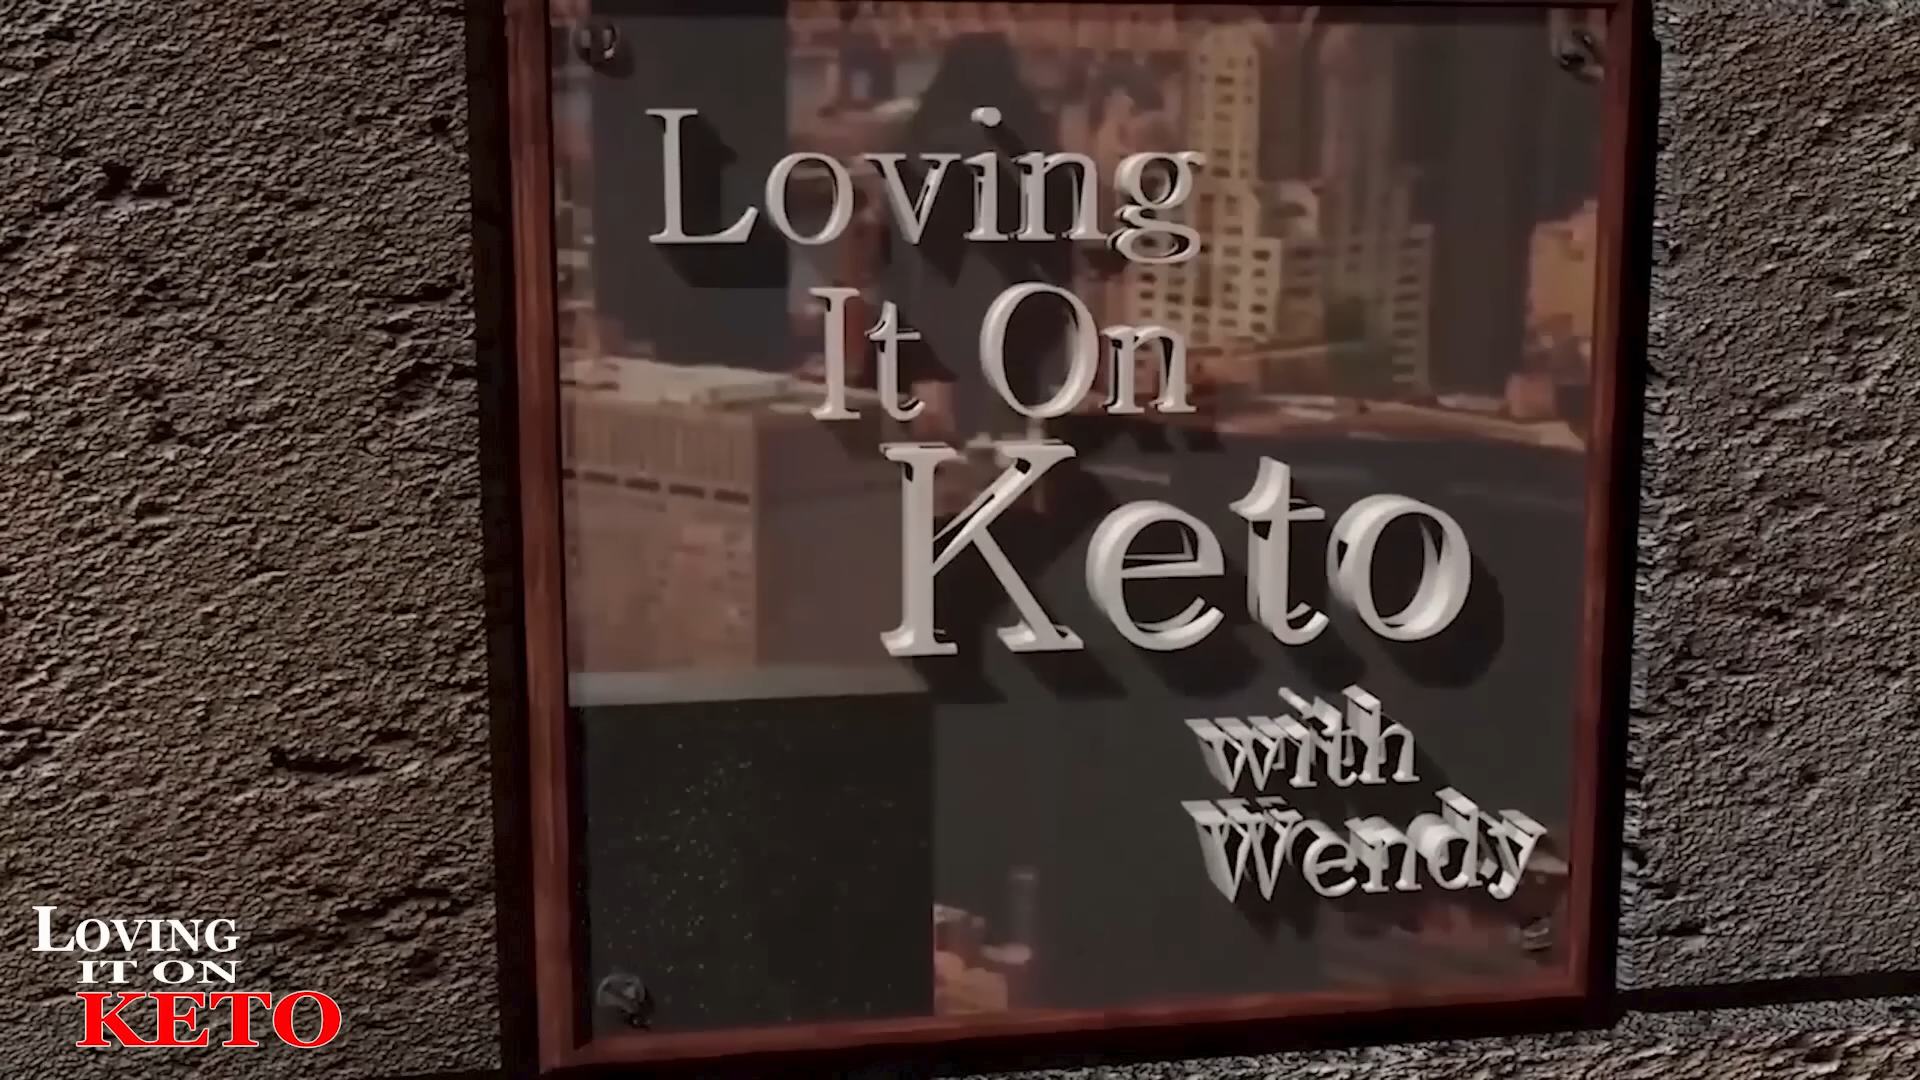 Loving
It On
Keto
with
Wendy
LOVING
IT ON
KETO